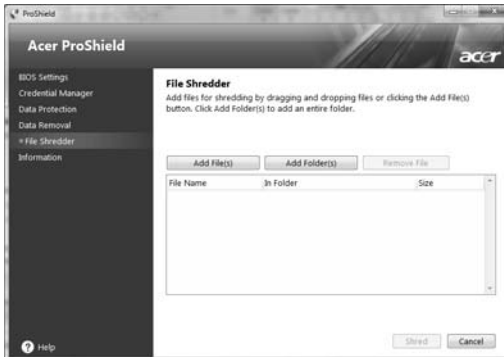 ProShield
Acer ProShield
acer
BIOS Settings
Credential Manager
Data Protection
Data Removal
File Shredder
Information
Help
File Shredder
Add files for shredding by dragging and dropping files or clicking the Add File(s)
button. Click Add Folder(s) to add an entire folder.
Add File(s) Add Folder(s) Remove File
File Name In Folder Size
Shred Cancel